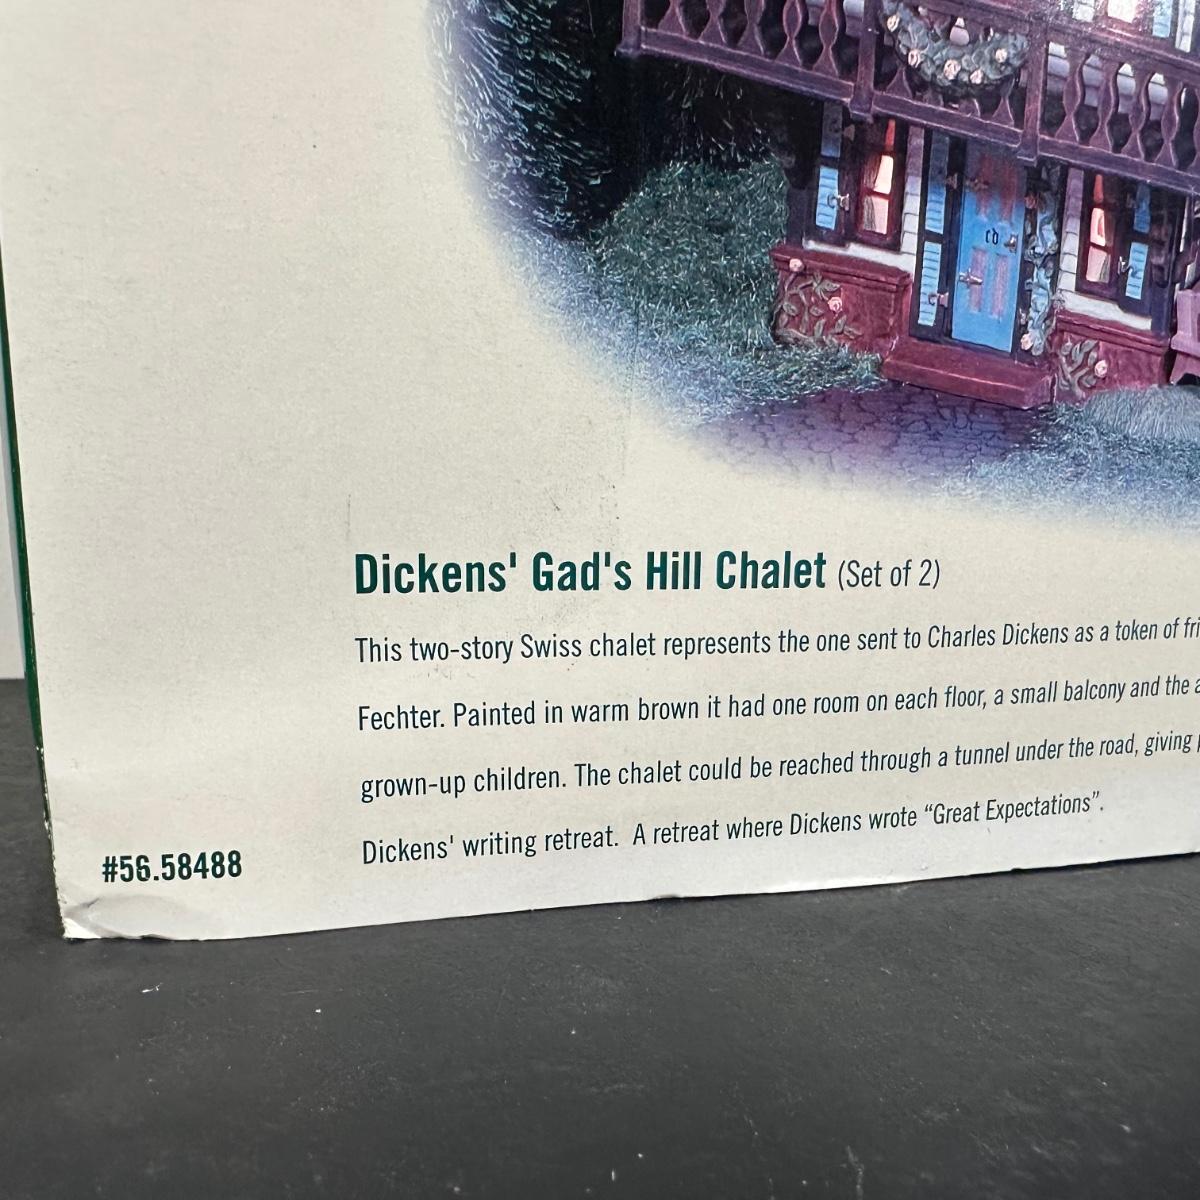 CD
Dickens' Gad's Hill Chalet (Set of 2)
This two-story Swiss chalet represents the one sent to Charles Dickens as a token of
Fechter. Painted in warm brown it had one room on each floor, a small balcony and the
grown-up children. The chalet could be reached through a tunnel under the road, giving
Dickens' writing retreat. A retreat where Dickens wrote “Great Expectations”.
#56.58488